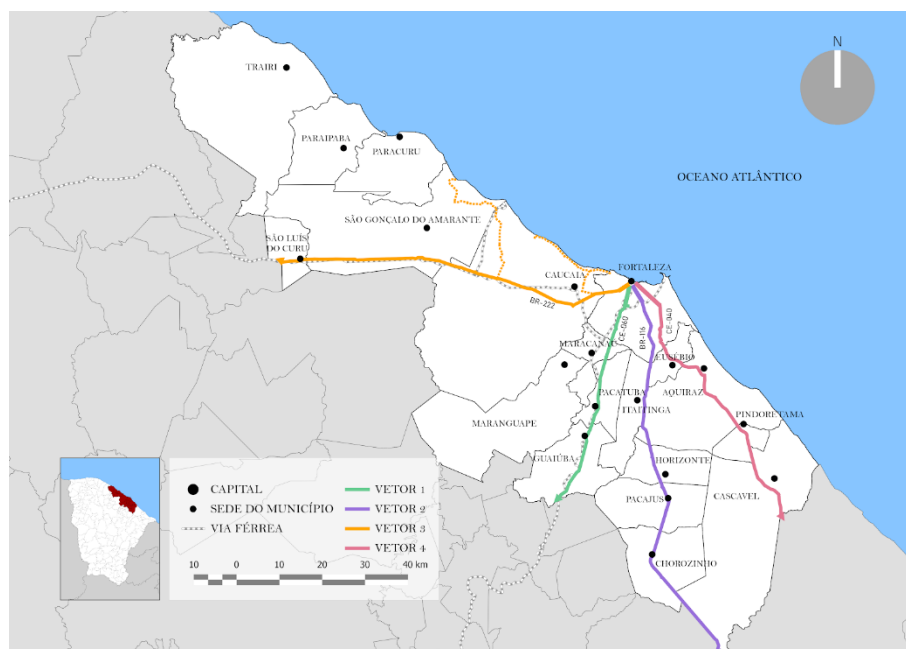 N
TRAIRI
PARAIPABA
PARACURU
OCEANO ATLÂNTICO
SÃO GONÇALO DO AMARANTE
SÃO LUÍS
DO CURU
FORTALEZA
CAUCAIA
BR-222
CE-060
BR-116
CE-040
MARACANAÚ
EUSÉBIO
PACATUBA
AQUIRAZ
ITAITINGA
PINDORETAMA
MARANGUAPE
GUAIÚBA
HORIZONTE
CASCAVEL
PACAJUS
CHOROZINHO
CAPITAL
SEDE DO MUNICÍPIO
VIA FÉRREA
VETOR 1
VETOR 2
VETOR 3
VETOR 4
10 0 10 20 30 40 km